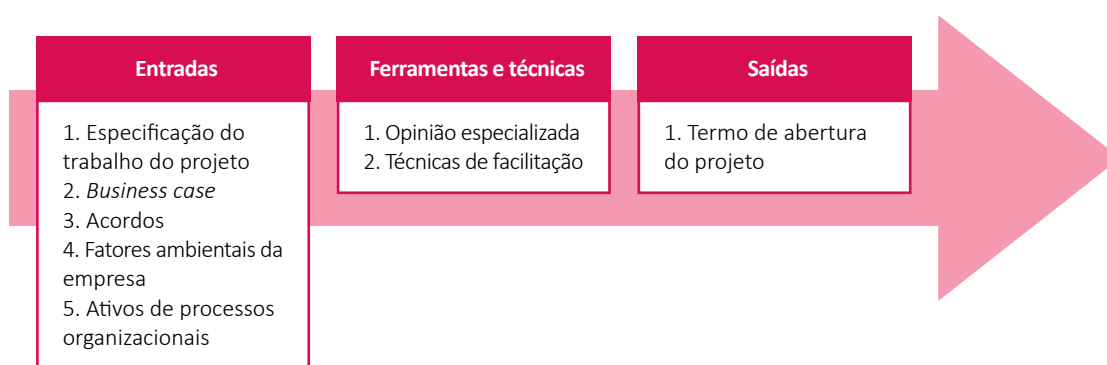 Entradas
1. Especificação do
trabalho do projeto
2. Business case
3. Acordos
4. Fatores ambientais da
empresa
5. Ativos de processos
organizacionais
Ferramentas e técnicas
1. Opinião especializada
2. Técnicas de facilitação
Saídas
1. Termo de abertura
do projeto